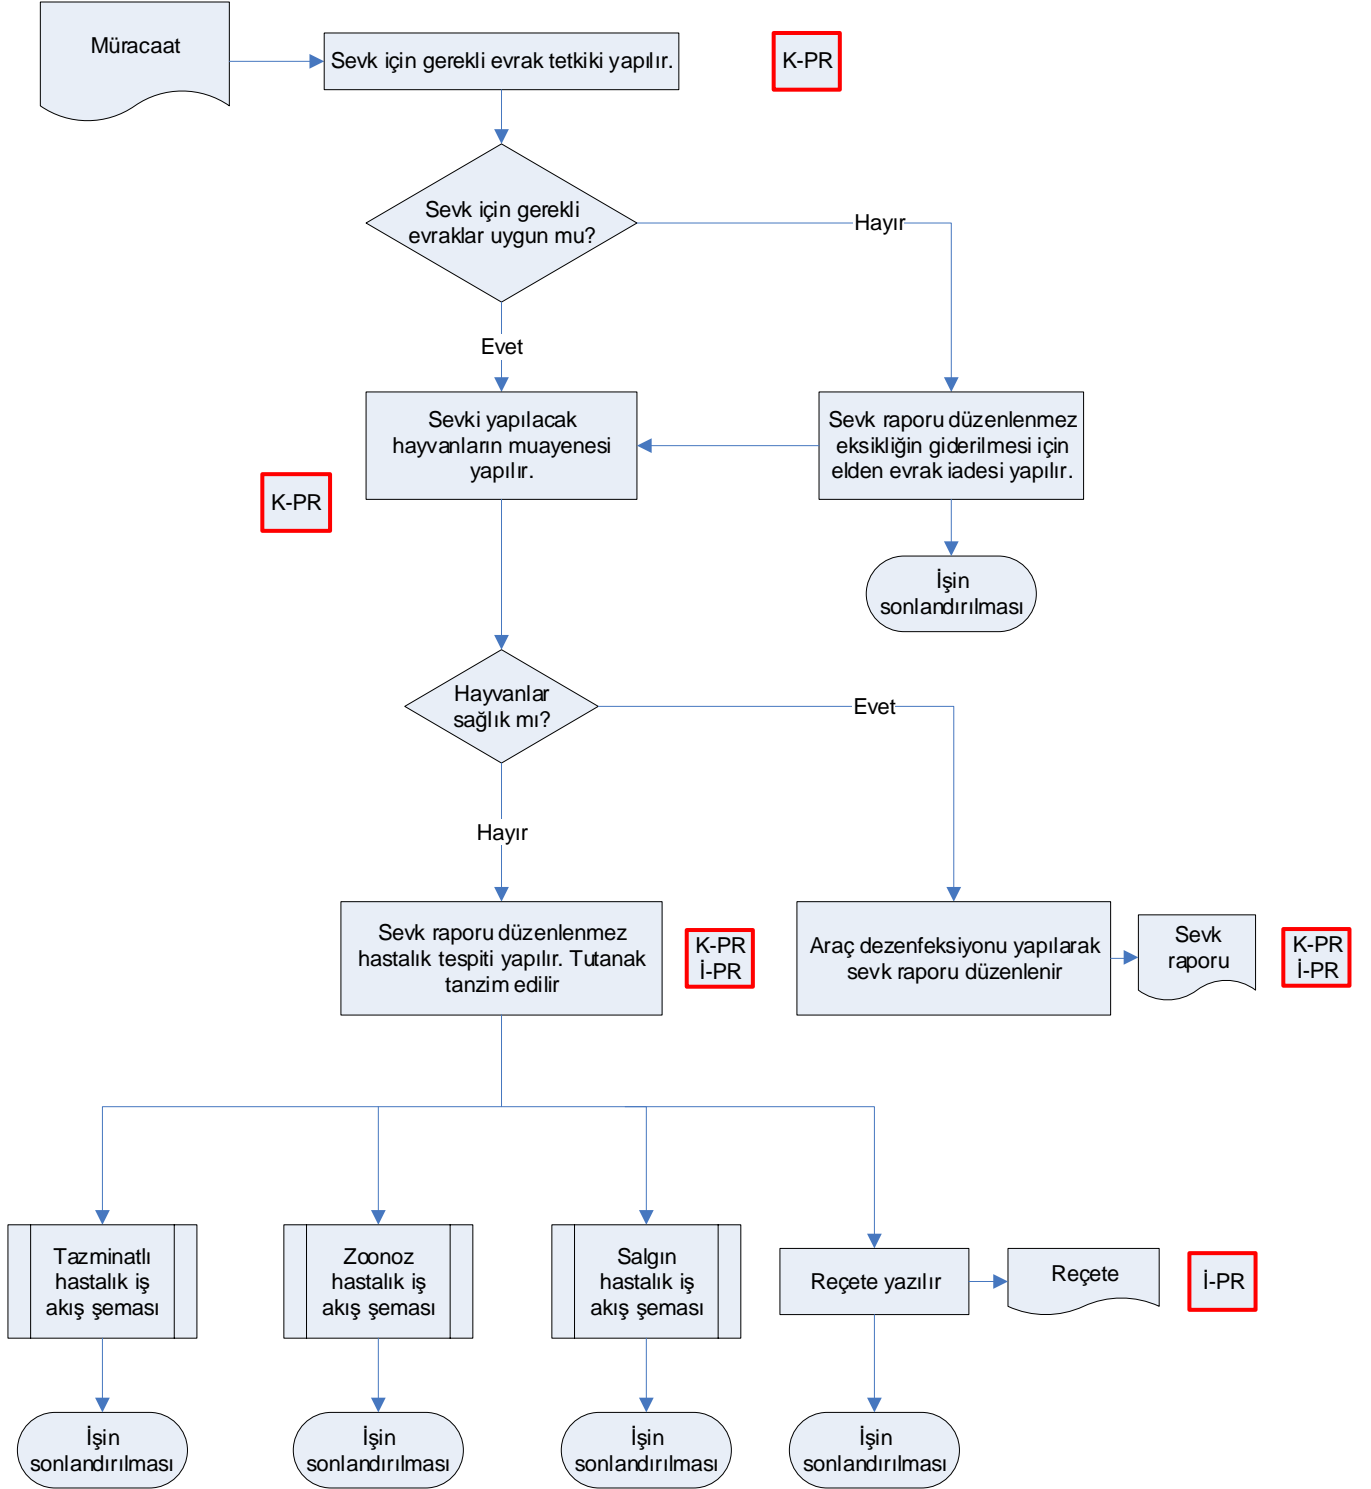 Müracaat
Sevk için gerekli evrak tetkiki yapılır.
K-PR
Sevk için gerekli
evraklar uygun mu?
Hayır
Evet
Sevki yapılacak
hayvanların muayenesi
yapılır.
Sevk raporu düzenlenmez
eksikliğin giderilmesi için
elden evrak iadesi yapılır.
K-PR
İşin
sonlandırılması
Hayvanlar
sağlık mı?
Evet
Hayır
Sevk raporu düzenlenmez
hastalık tespiti yapılır. Tutanak
tanzim edilir
K-PR
İ-PR
Araç dezenfeksiyonu yapılarak
sevk raporu düzenlenir
Sevk
raporu
K-PR
İ-PR
Tazminatlı
hastalık iş
akış şeması
Zoonoz
hastalık iş
akış şeması
Salgın
hastalık iş
akış şeması
Reçete yazılır
Reçete
İ-PR
İşin
sonlandırılması
İşin
sonlandırılması
İşin
sonlandırılması
İşin
sonlandırılması